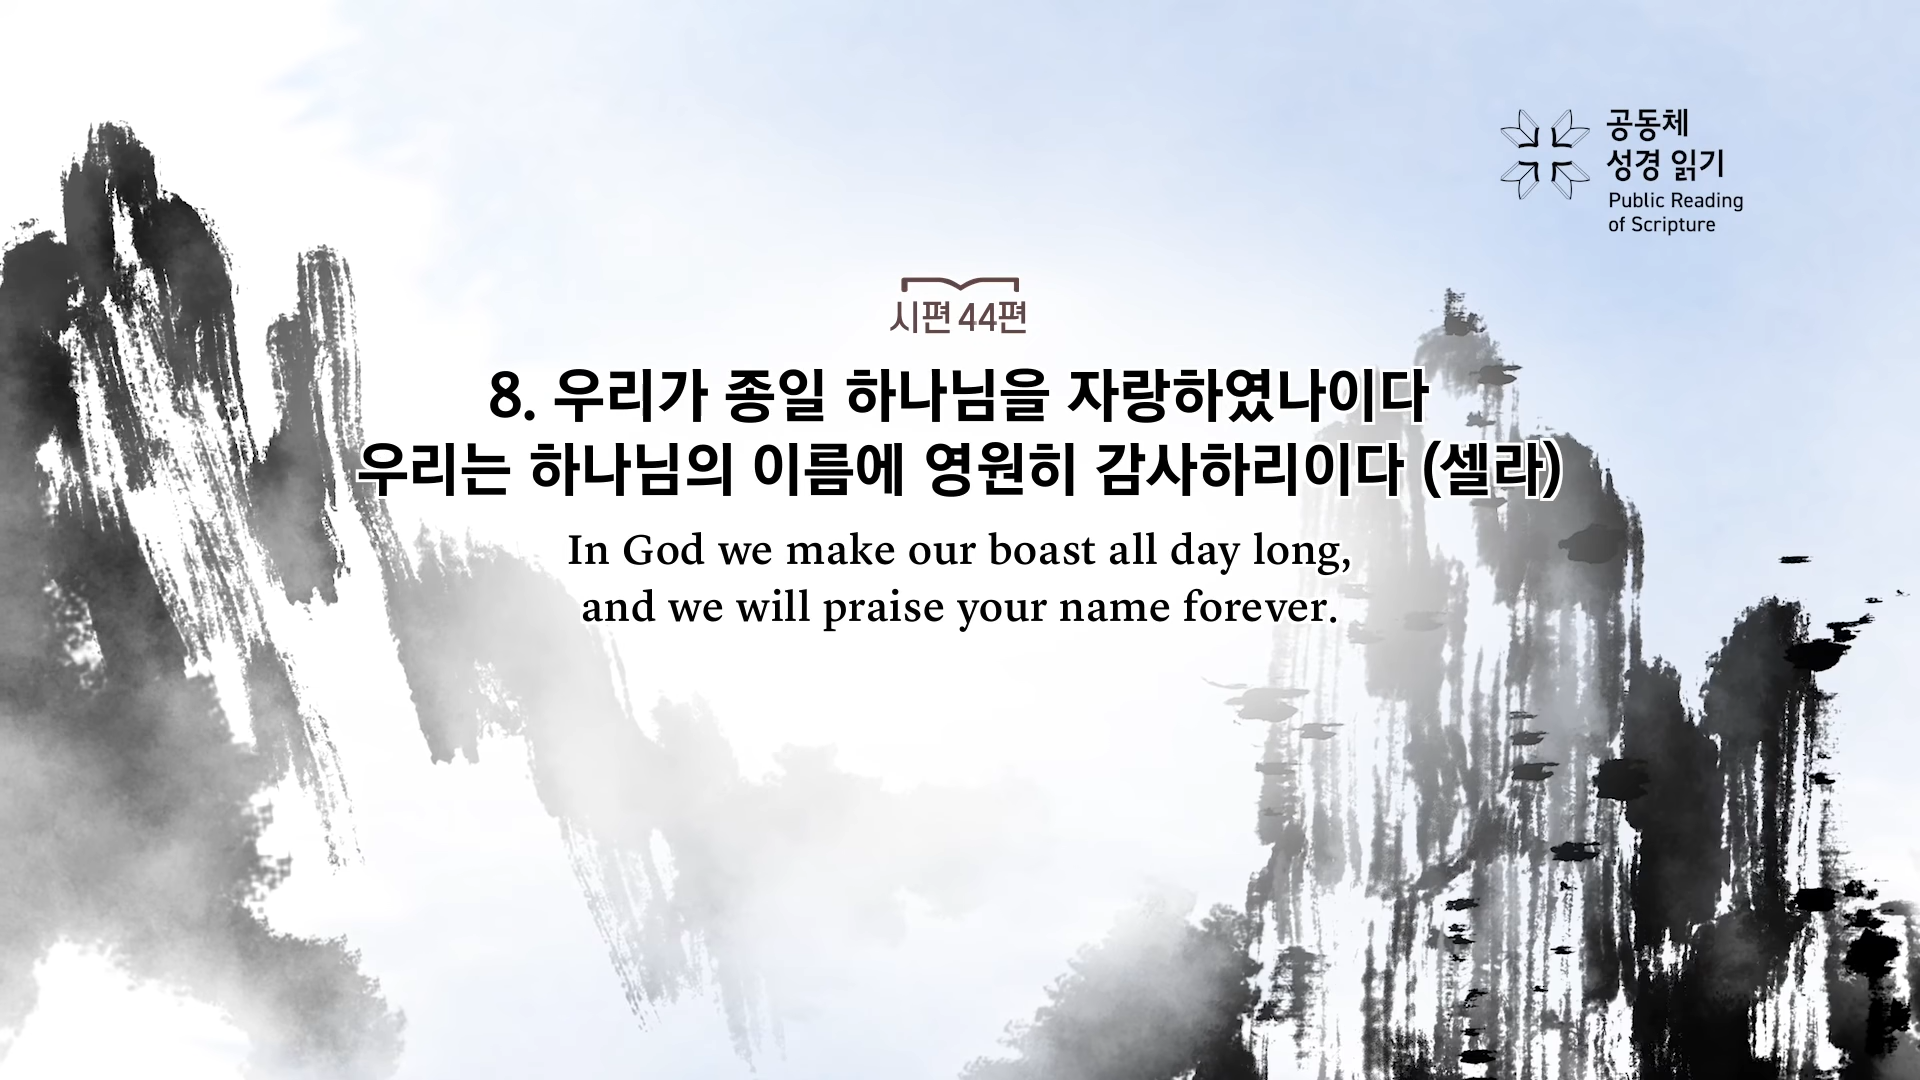 공동체
성경 읽기
Public Reading
of Scripture
시편 44편
8. 우리가 종일 하나님을 자랑하였나이다
우리는 하나님의 이름에 영원히 감사하리이다 (셀라)
In God we make our boast all day long,
and we will praise your name forever.